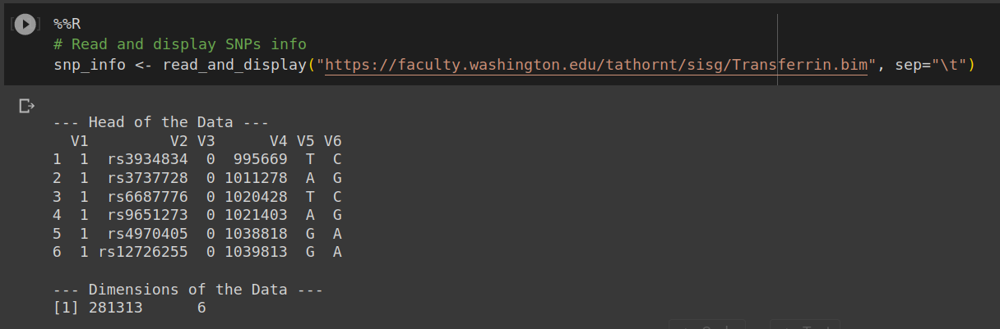 %%R
# Read and display SNPs info
snp_info <- read_and_display("https://faculty.washington.edu/tathornt/sisg/Transferrin.bim", sep="\t")
--- Head of the Data ---
  V1         V2 V3      V4 V5 V6
1  1  rs3934834  0  995669  T  C
2  1  rs3737728  0 1011278  A  G
3  1  rs6687776  0 1020428  T  C
4  1  rs9651273  0 1021403  A  G
5  1  rs4970405  0 1038818  G  A
6  1 rs12726255  0 1039813  G  A
--- Dimensions of the Data ---
[1] 281313      6